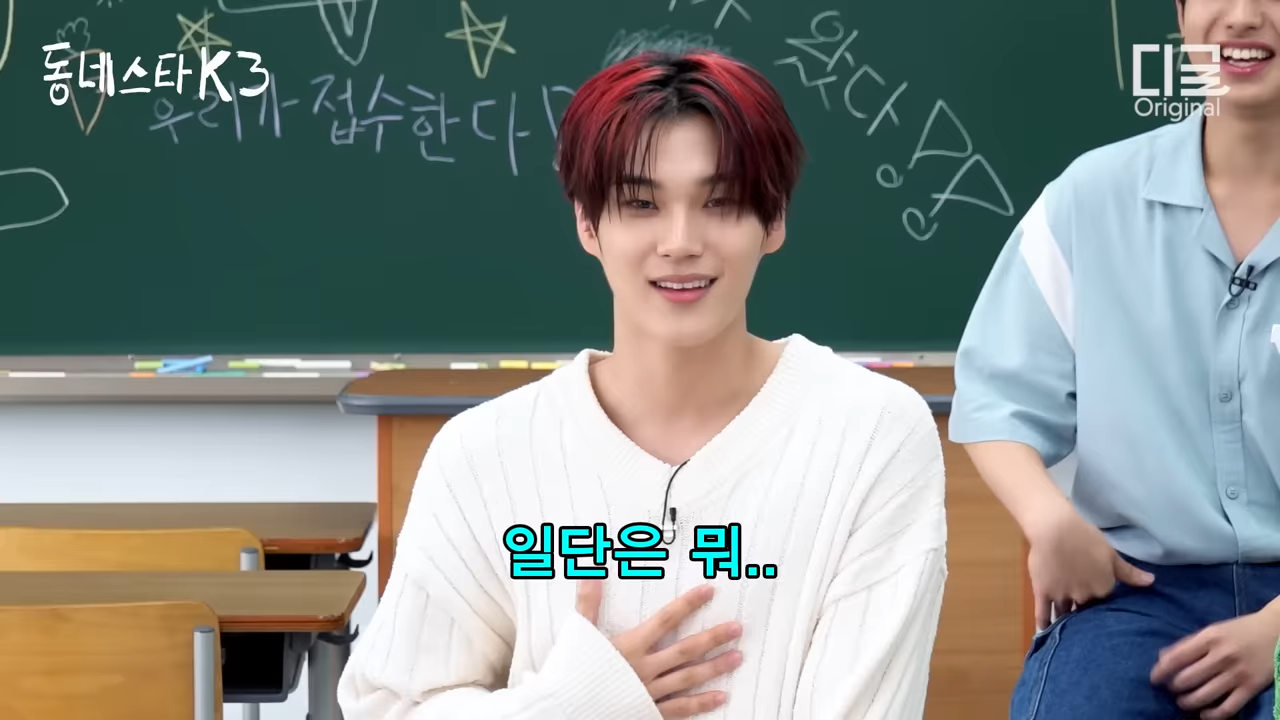 동네스타K3
디글
Original
우리가 접수한다
왔다
일단은 뭐..